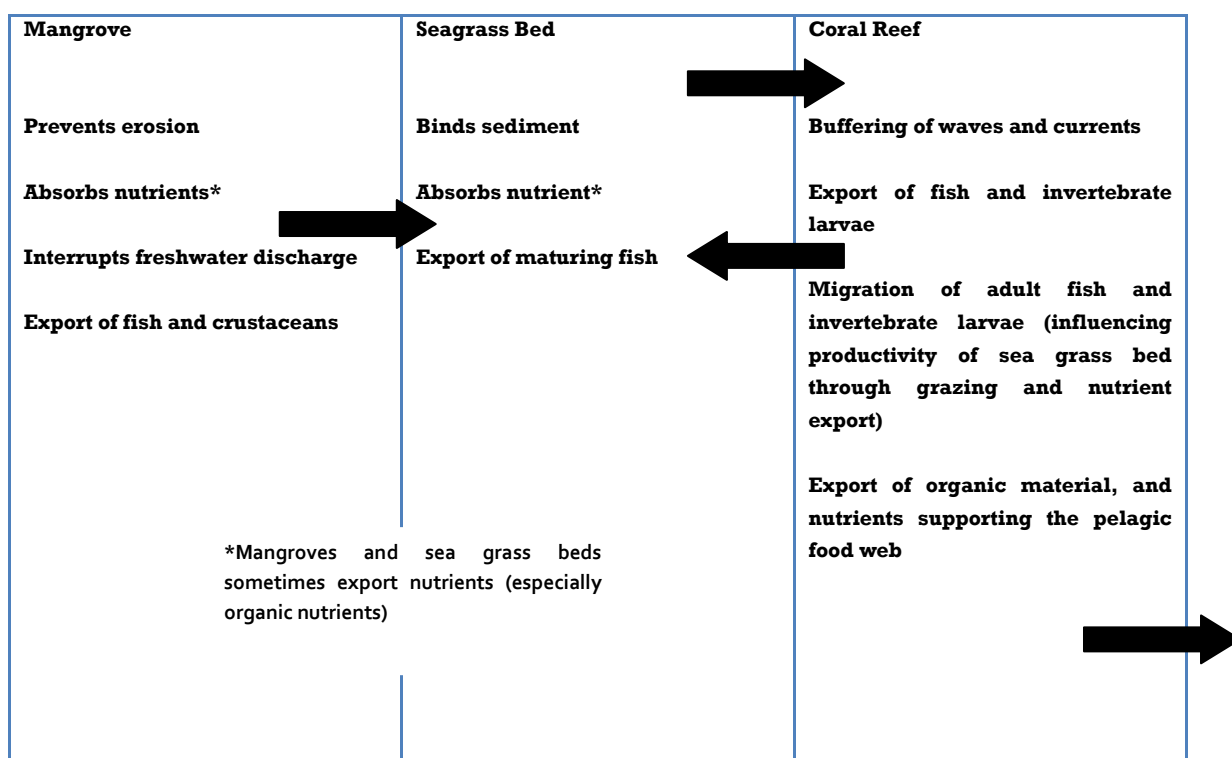 Mangrove
Prevents erosion
Absorbs nutrients*
Interrupts freshwater discharge
Export of fish and crustaceans
Seagrass Bed
Binds sediment
Absorbs nutrient*
Export of maturing fish
Coral Reef
Buffering of waves and currents
Export of fish and invertebrate
larvae
Migration of adult fish and
invertebrate larvae (influencing
productivity of sea grass bed
through grazing and nutrient
export)
Export of organic material, and
nutrients supporting the pelagic
food web
*Mangroves and sea grass beds
sometimes export nutrients (especially
organic nutrients)